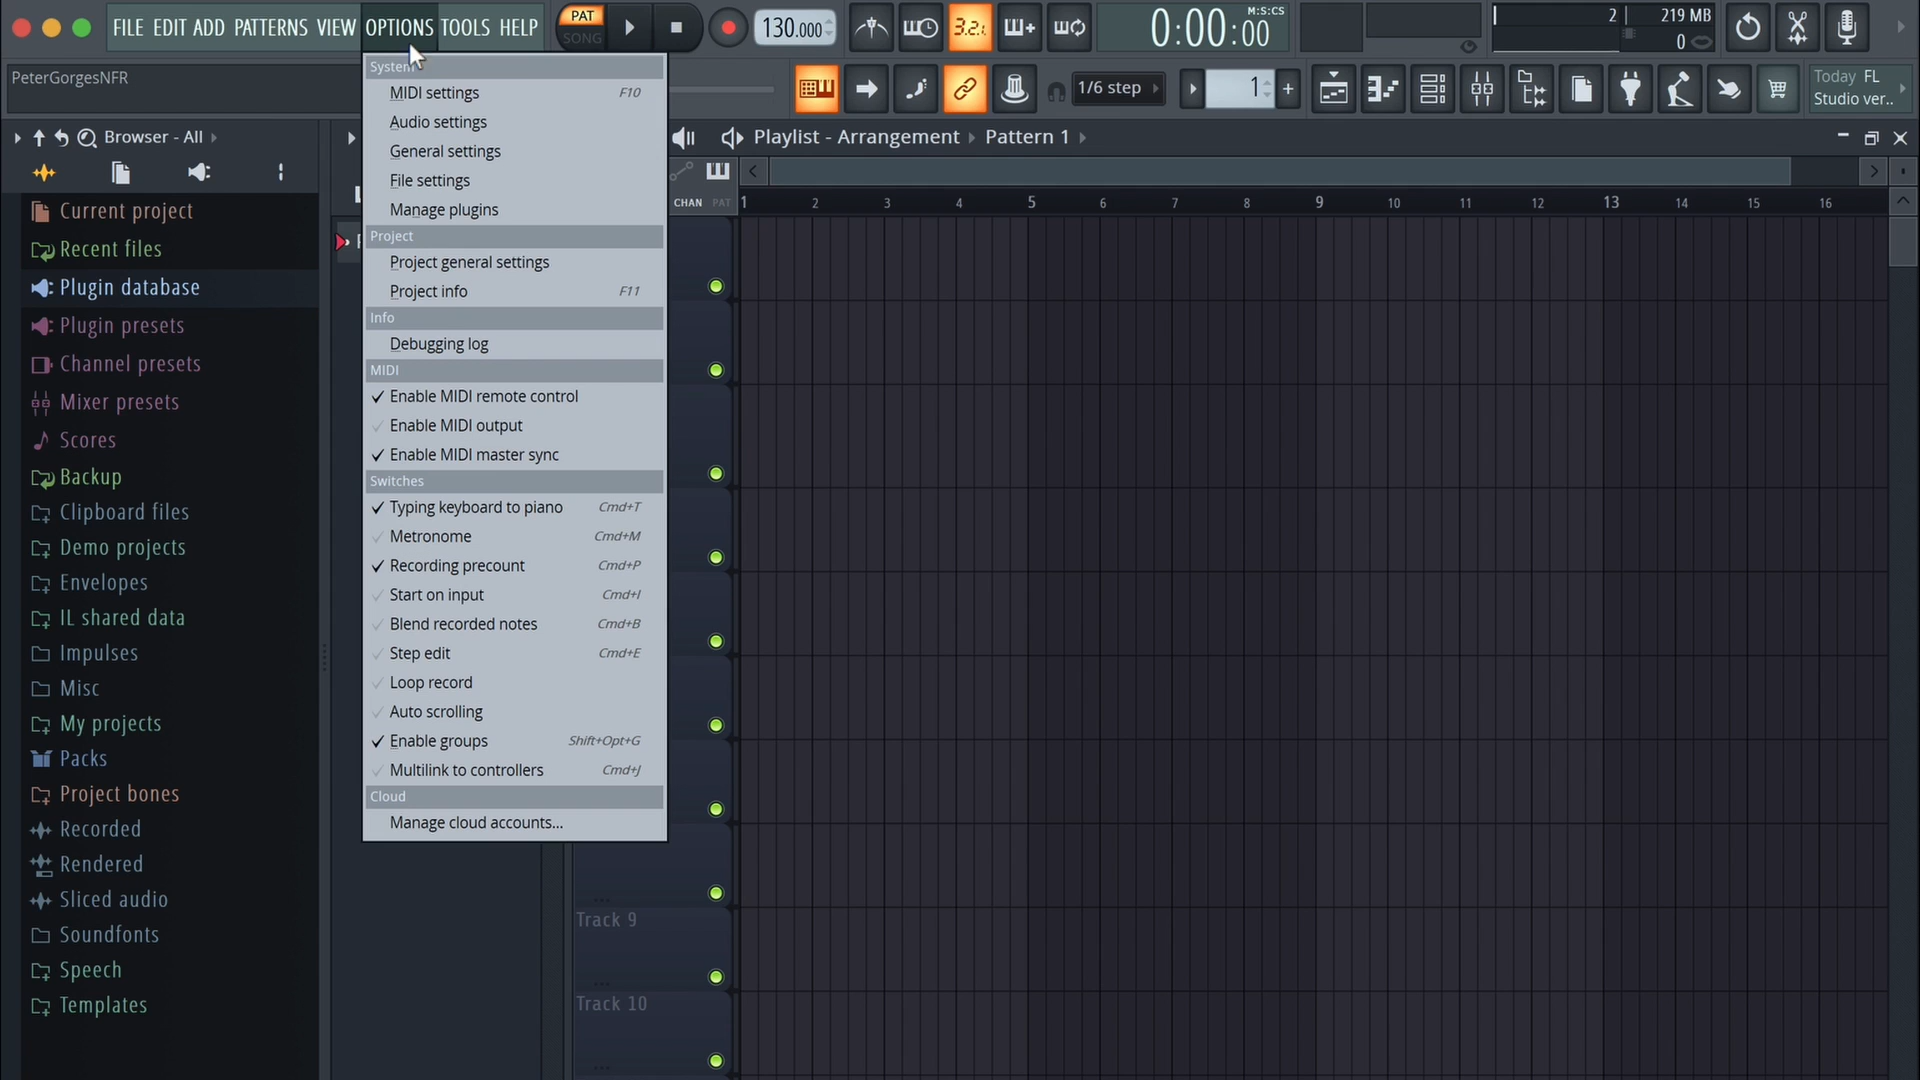 FILE EDIT ADD PATTERNS VIEW OPTIONS TOOLS HELP
PAT
SONG
130.000
3.2.
0:00:00
M:S:CS
2
219 MB
0
PeterGorgesNFR
1/6 step
1
Today FL
Studio ver..
Browser - All
Playlist - Arrangement
Pattern 1
CHAN PAT
1 2 3 4 5 6 7 8 9 10 11 12 13 14 15 16
Current project
Recent files
Plugin database
Plugin presets
Channel presets
Mixer presets
Scores
Backup
Clipboard files
Demo projects
Envelopes
IL shared data
Impulses
Misc
My projects
Packs
Project bones
Recorded
Rendered
Sliced audio
Soundfonts
Speech
Templates
System
MIDI settings F10
Audio settings
General settings
File settings
Manage plugins
Project
Project general settings
Project info F11
Info
Debugging log
MIDI
Enable MIDI remote control
Enable MIDI output
Enable MIDI master sync
Switches
Typing keyboard to piano Cmd+T
Metronome Cmd+M
Recording precount Cmd+P
Start on input Cmd+I
Blend recorded notes Cmd+B
Step edit Cmd+E
Loop record
Auto scrolling
Enable groups Shift+Opt+G
Multilink to controllers Cmd+J
Cloud
Manage cloud accounts...
Track 9
Track 10